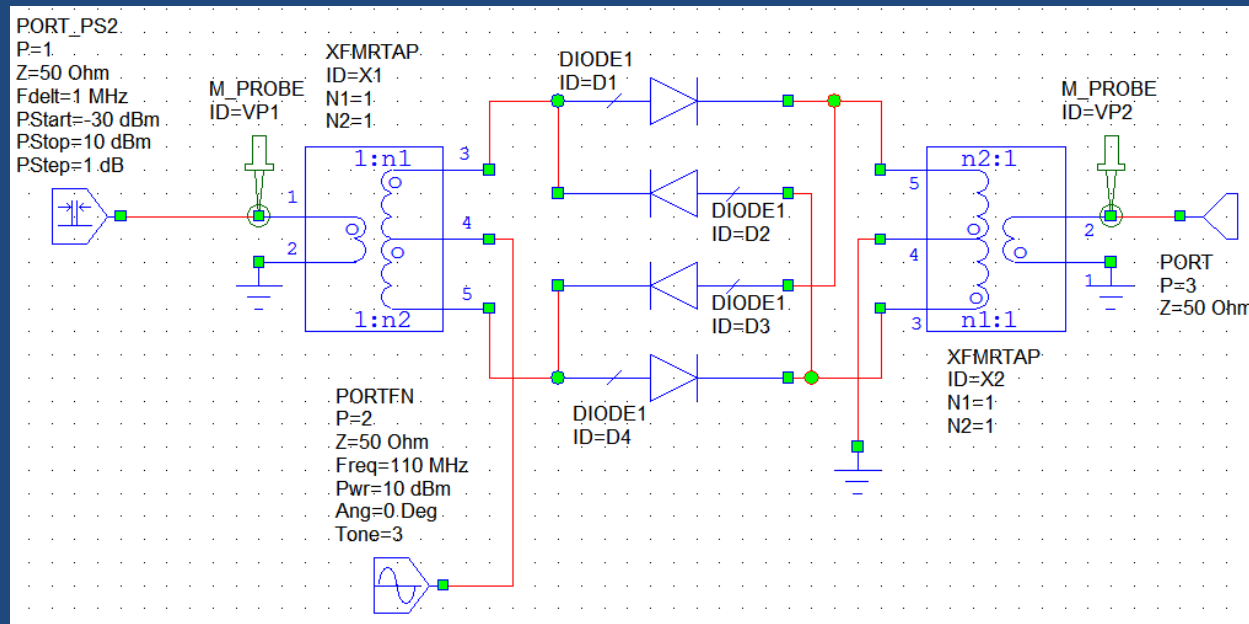 PORT_PS2
P=1
Z=50 Ohm
Fdelt=1 MHz
PStart=-30 dBm
PStop=10 dBm
PStep=1 dB
M_PROBE
ID=VP1
XFMRTAP
ID=X1
N1=1
N2=1
1:n1
3
1
4
2
5
1:n2
DIODE1
ID=D1
DIODE1
ID=D2
DIODE1
ID=D3
DIODE1
ID=D4
PORTFN
P=2
Z=50 Ohm
Freq=110 MHz
Pwr=10 dBm
Ang=0 Deg
Tone=3
n2:1
5
2
4
1
3
n1:1
XFMRTAP
ID=X2
N1=1
N2=1
M_PROBE
ID=VP2
PORT
P=3
Z=50 Ohm